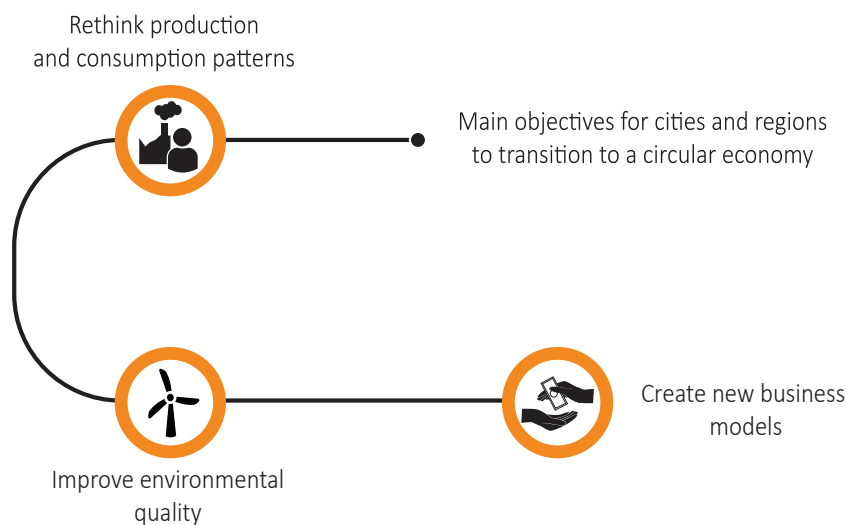 Rethink production
and consumption patterns
Main objectives for cities and regions
to transition to a circular economy
Create new business
models
Improve environmental
quality